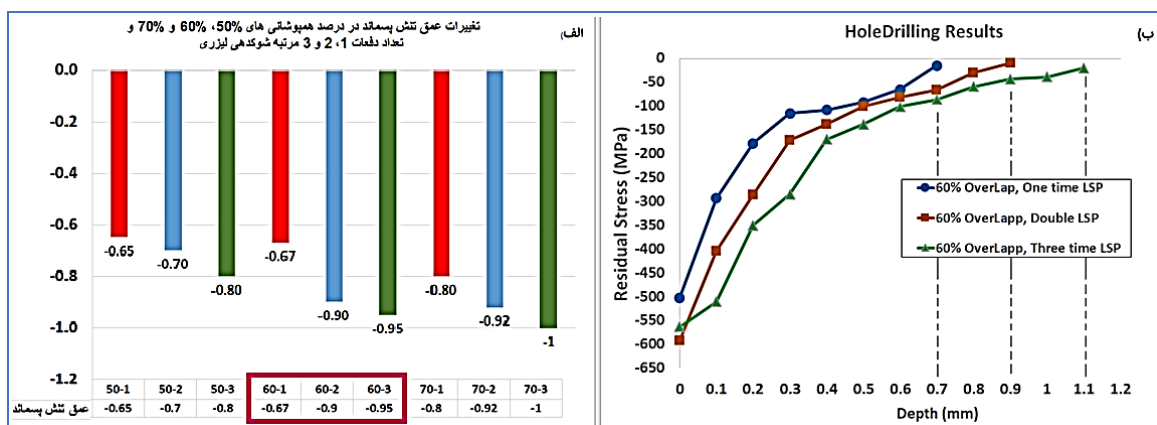 الف)
تغییرات عمق تنش پسماند در درصد همپوشانی های 50%، 60% و 70% و
تعداد دفعات 1، 2 و 3 مرتبه شوکدهی لیزری
0.0
-0.2
-0.4
-0.6
-0.8
-1.0
-1.2
-0.65
-0.70
-0.80
-0.67
-0.90
-0.95
-0.80
-0.92
-1
50-1 50-2 50-3 60-1 60-2 60-3 70-1 70-2 70-3
عمق تنش پسماند -0.65 -0.7 -0.8 -0.67 -0.9 -0.95 -0.8 -0.92 -1
ب)
HoleDrilling Results
Residual Stress (MPa)
0
-50
-100
-150
-200
-250
-300
-350
-400
-450
-500
-550
-600
-650
60% OverLap, One time LSP
60% OverLapp, Double LSP
60% OverLapp, Three time LSP
0 0.1 0.2 0.3 0.4 0.5 0.6 0.7 0.8 0.9 1 1.1 1.2
Depth (mm)